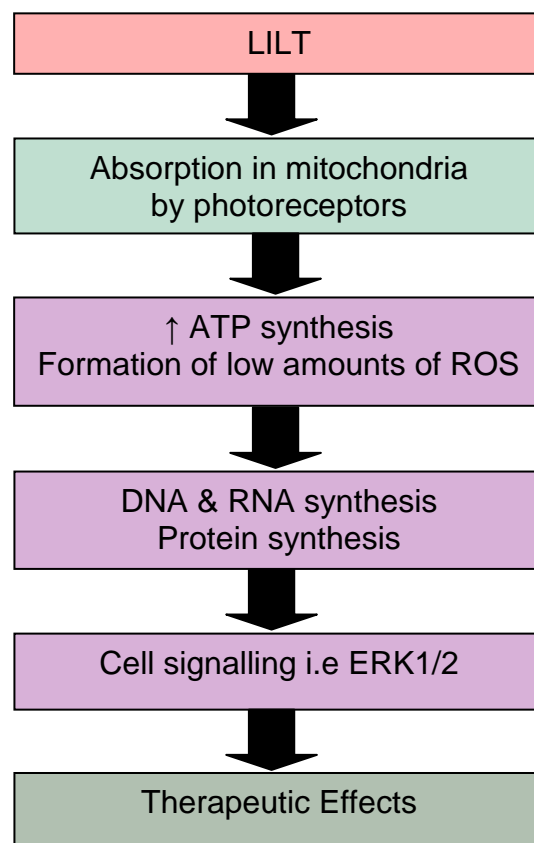 LILT
Absorption in mitochondria
by photoreceptors
↑ ATP synthesis
Formation of low amounts of ROS
DNA & RNA synthesis
Protein synthesis
Cell signalling i.e ERK1/2
Therapeutic Effects